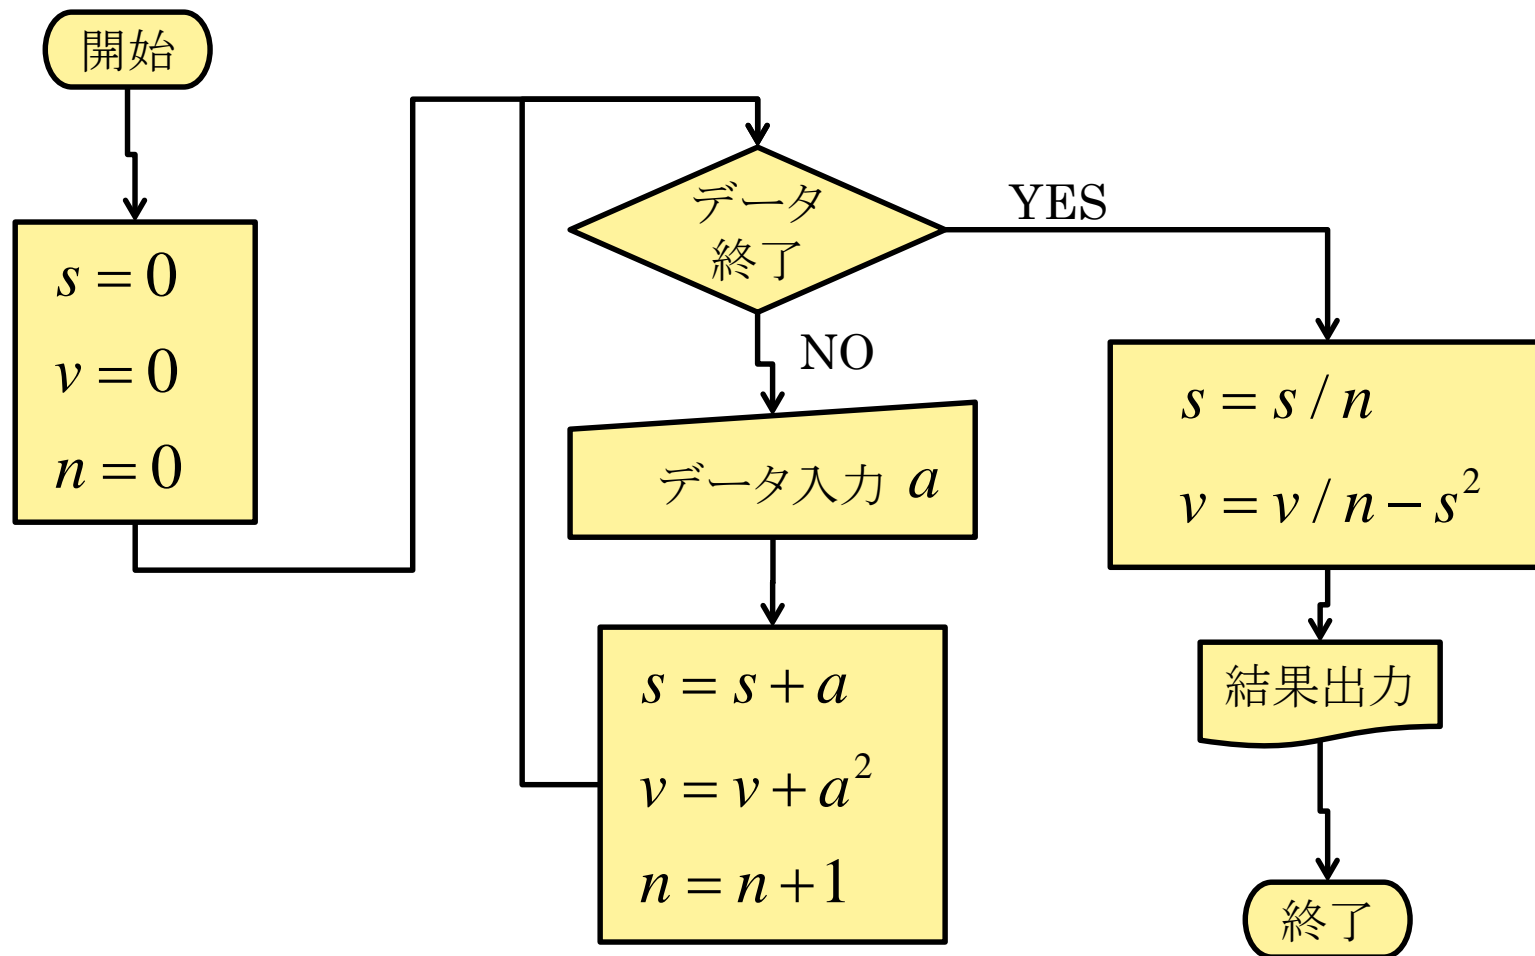 開始
s = 0
v = 0
n = 0
データ
終了
YES
NO
データ入力 a
s = s + a
v = v + a²
n = n + 1
s = s / n
v = v / n − s²
結果出力
終了